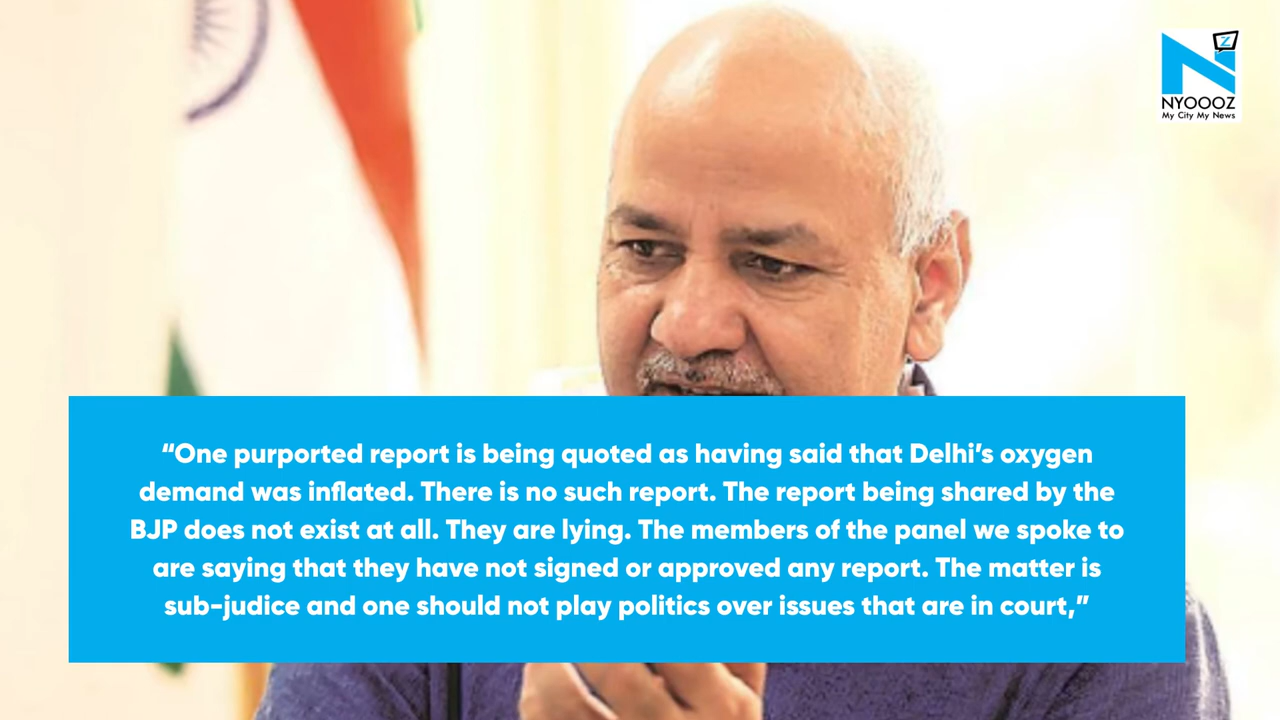 NYOOOZ
My City My News
“One purported report is being quoted as having said that Delhi’s oxygen
demand was inflated. There is no such report. The report being shared by the
BJP does not exist at all. They are lying. The members of the panel we spoke to
are saying that they have not signed or approved any report. The matter is
sub-judice and one should not play politics over issues that are in court,”